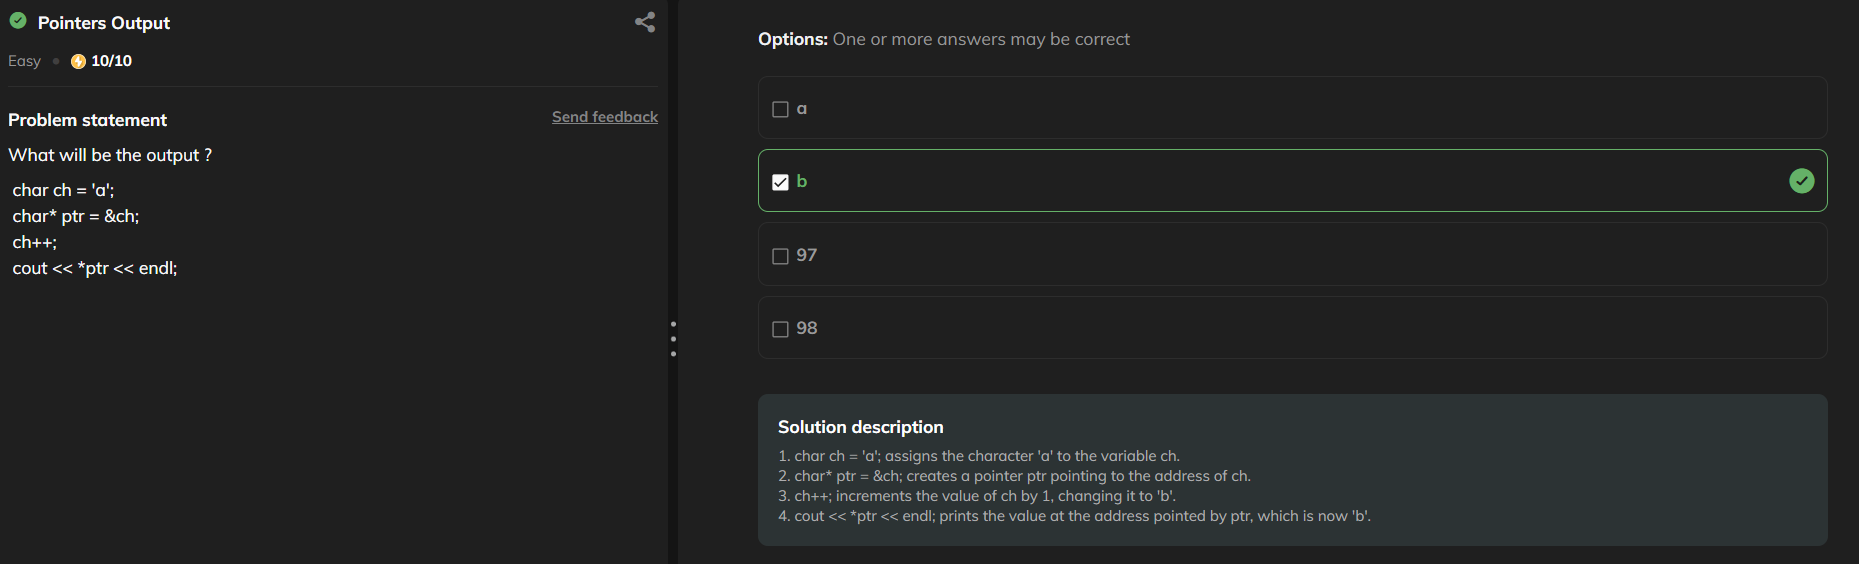 Pointers Output
Easy 10/10
Problem statement
Send feedback
What will be the output ?
char ch = 'a';
char* ptr = &ch;
ch++;
cout << *ptr << endl;
Options: One or more answers may be correct
a
b
97
98
Solution description
1. char ch = 'a'; assigns the character 'a' to the variable ch.
2. char* ptr = &ch; creates a pointer ptr pointing to the address of ch.
3. ch++; increments the value of ch by 1, changing it to 'b'.
4. cout << *ptr << endl; prints the value at the address pointed by ptr, which is now 'b'.